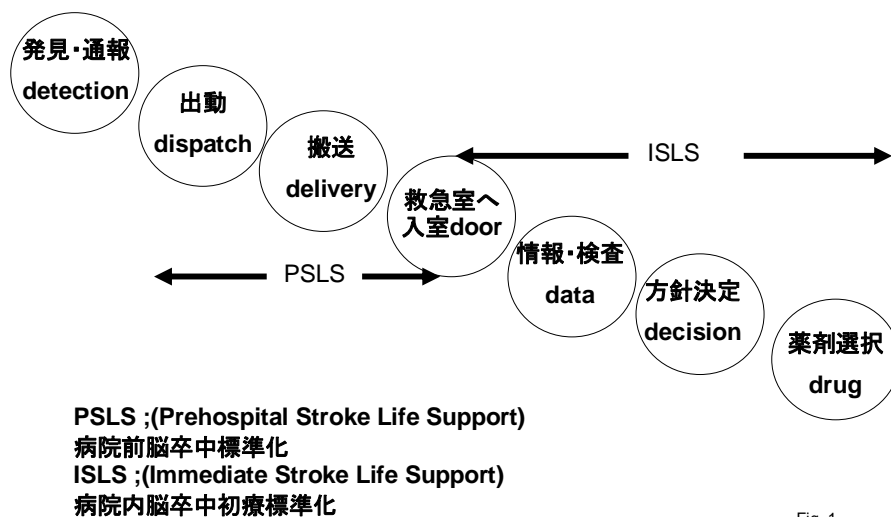 発見・通報
detection
出動
dispatch
搬送
delivery
ISLS
救急室へ
入室door
PSLS
情報・検査
data
方針決定
decision
薬剤選択
drug
PSLS ;(Prehospital Stroke Life Support)
病院前脳卒中標準化
ISLS ;(Immediate Stroke Life Support)
病院内脳卒中初療標準化
Fig. 1